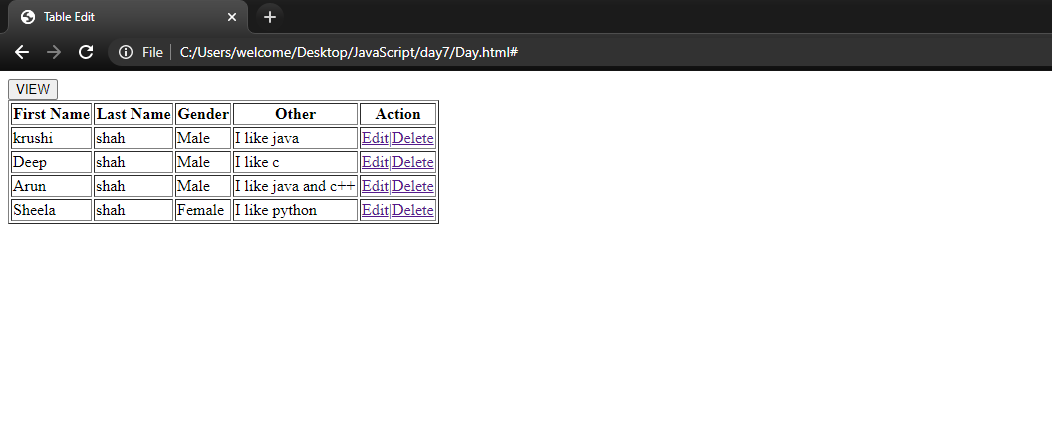 Table Edit
File C:/Users/welcome/Desktop/JavaScript/day7/Day.html#
VIEW
First Name Last Name Gender Other Action
krushi shah Male I like java Edit|Delete
Deep shah Male I like c Edit|Delete
Arun shah Male I like java and c++ Edit|Delete
Sheela shah Female I like python Edit|Delete